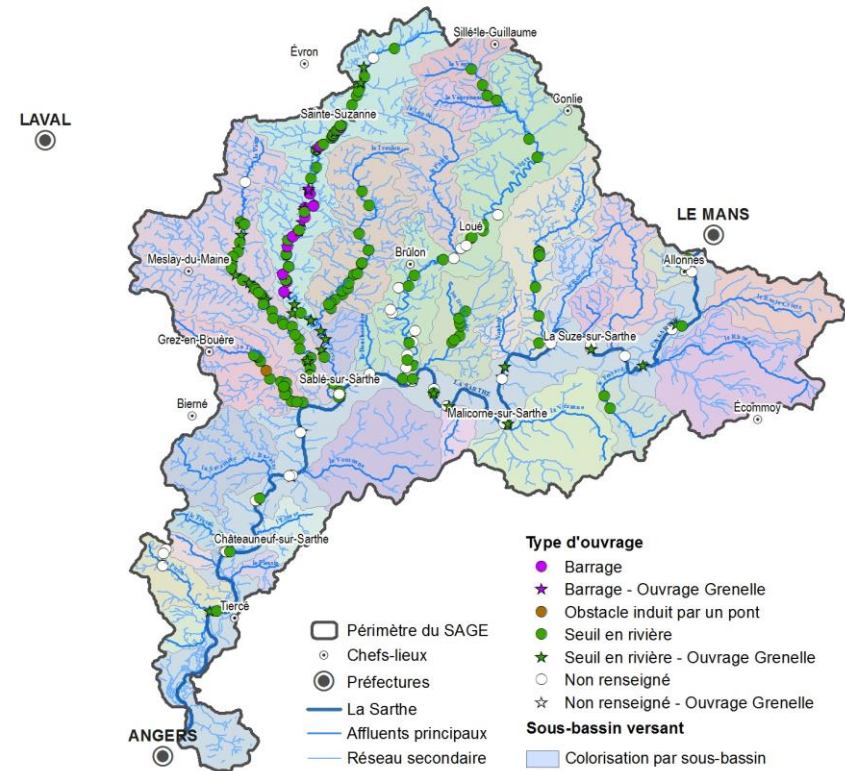 Sillé-le-Guillaume
Évron
Conlie
LAVAL
Sainte-Suzanne
LE MANS
Loué
Brûlon
Meslay-du-Maine
Allonnes
Grez-en-Bouère
La Suze-sur-Sarthe
Sablé-sur-Sarthe
LA SARTHE
Bierné
Malicorne-sur-Sarthe
Écommoy
Châteauneuf-sur-Sarthe
Tiercé
ANGERS
Périmètre du SAGE
Chefs-lieux
Préfectures
La Sarthe
Affluents principaux
Réseau secondaire
Type d'ouvrage
Barrage
Barrage - Ouvrage Grenelle
Obstacle induit par un pont
Seuil en rivière
Seuil en rivière - Ouvrage Grenelle
Non renseigné
Non renseigné - Ouvrage Grenelle
Sous-bassin versant
Colorisation par sous-bassin